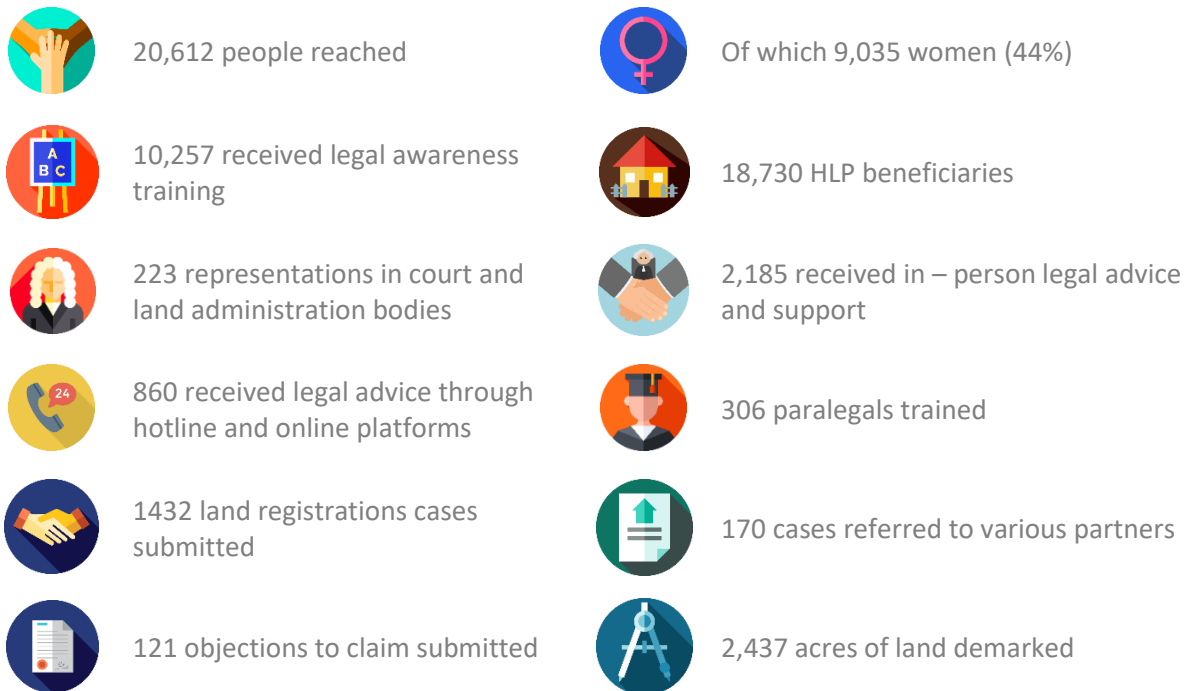 20,612 people reached
Of which 9,035 women (44%)
A
B C
10,257 received legal awareness
training
18,730 HLP beneficiaries
223 representations in court and
land administration bodies
2,185 received in – person legal advice
and support
24
860 received legal advice through
hotline and online platforms
306 paralegals trained
1432 land registrations cases
submitted
170 cases referred to various partners
121 objections to claim submitted
2,437 acres of land demarked